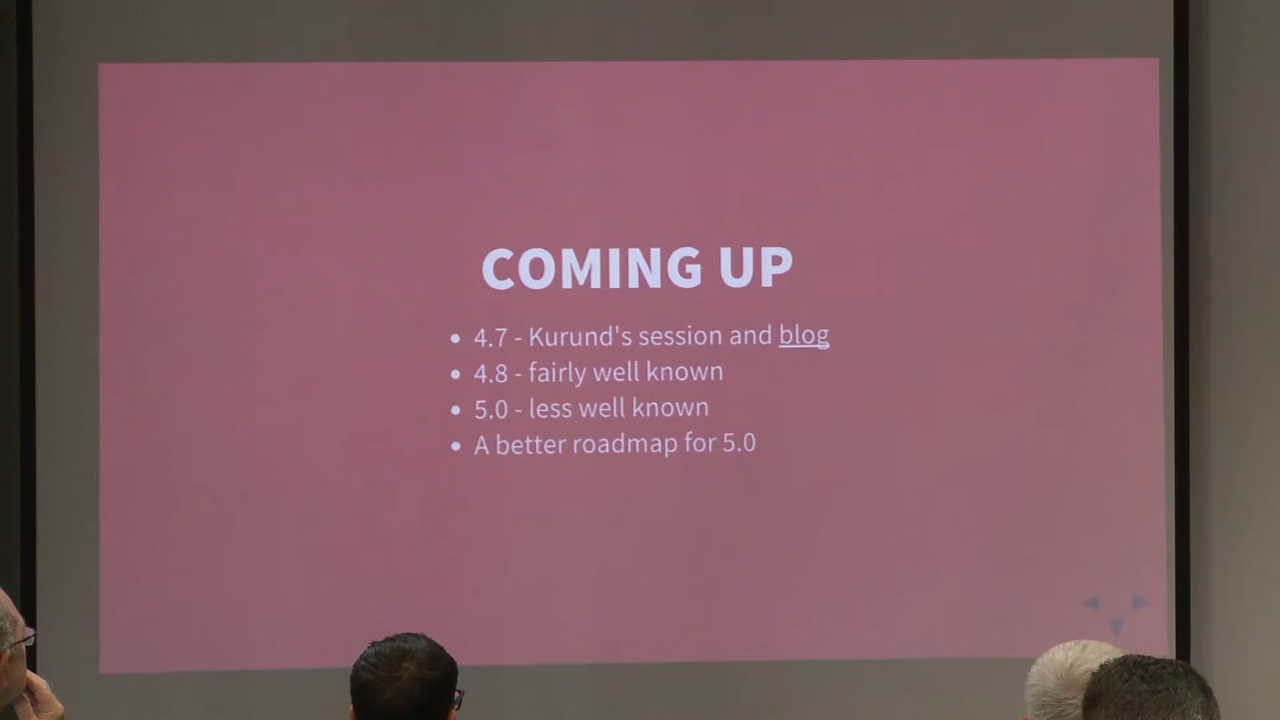 COMING UP
• 4.7 - Kurund's session and blog
• 4.8 - fairly well known
• 5.0 - less well known
• A better roadmap for 5.0